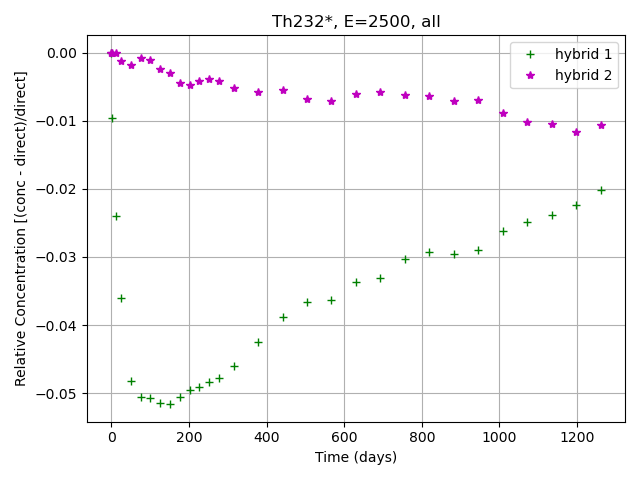 Th232*, E=2500, all
hybrid 1
hybrid 2
0.00
−0.01
−0.02
−0.03
−0.04
−0.05
Relative Concentration [(conc - direct)/direct]
0 200 400 600 800 1000 1200
Time (days)